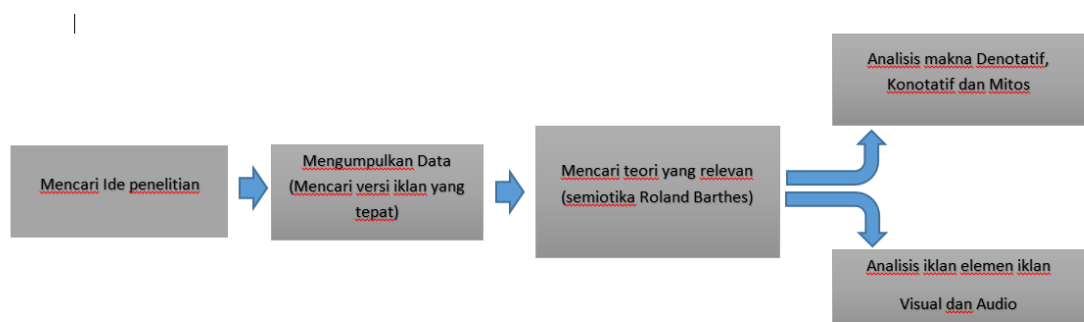 Mencari Ide penelitian
Mengumpulkan Data
(Mencari versi iklan yang
tepat)
Mencari teori yang relevan
(semiotika Roland Barthes)
Analisis makna Denotatif,
Konotatif dan Mitos
Analisis iklan elemen iklan
Visual dan Audio